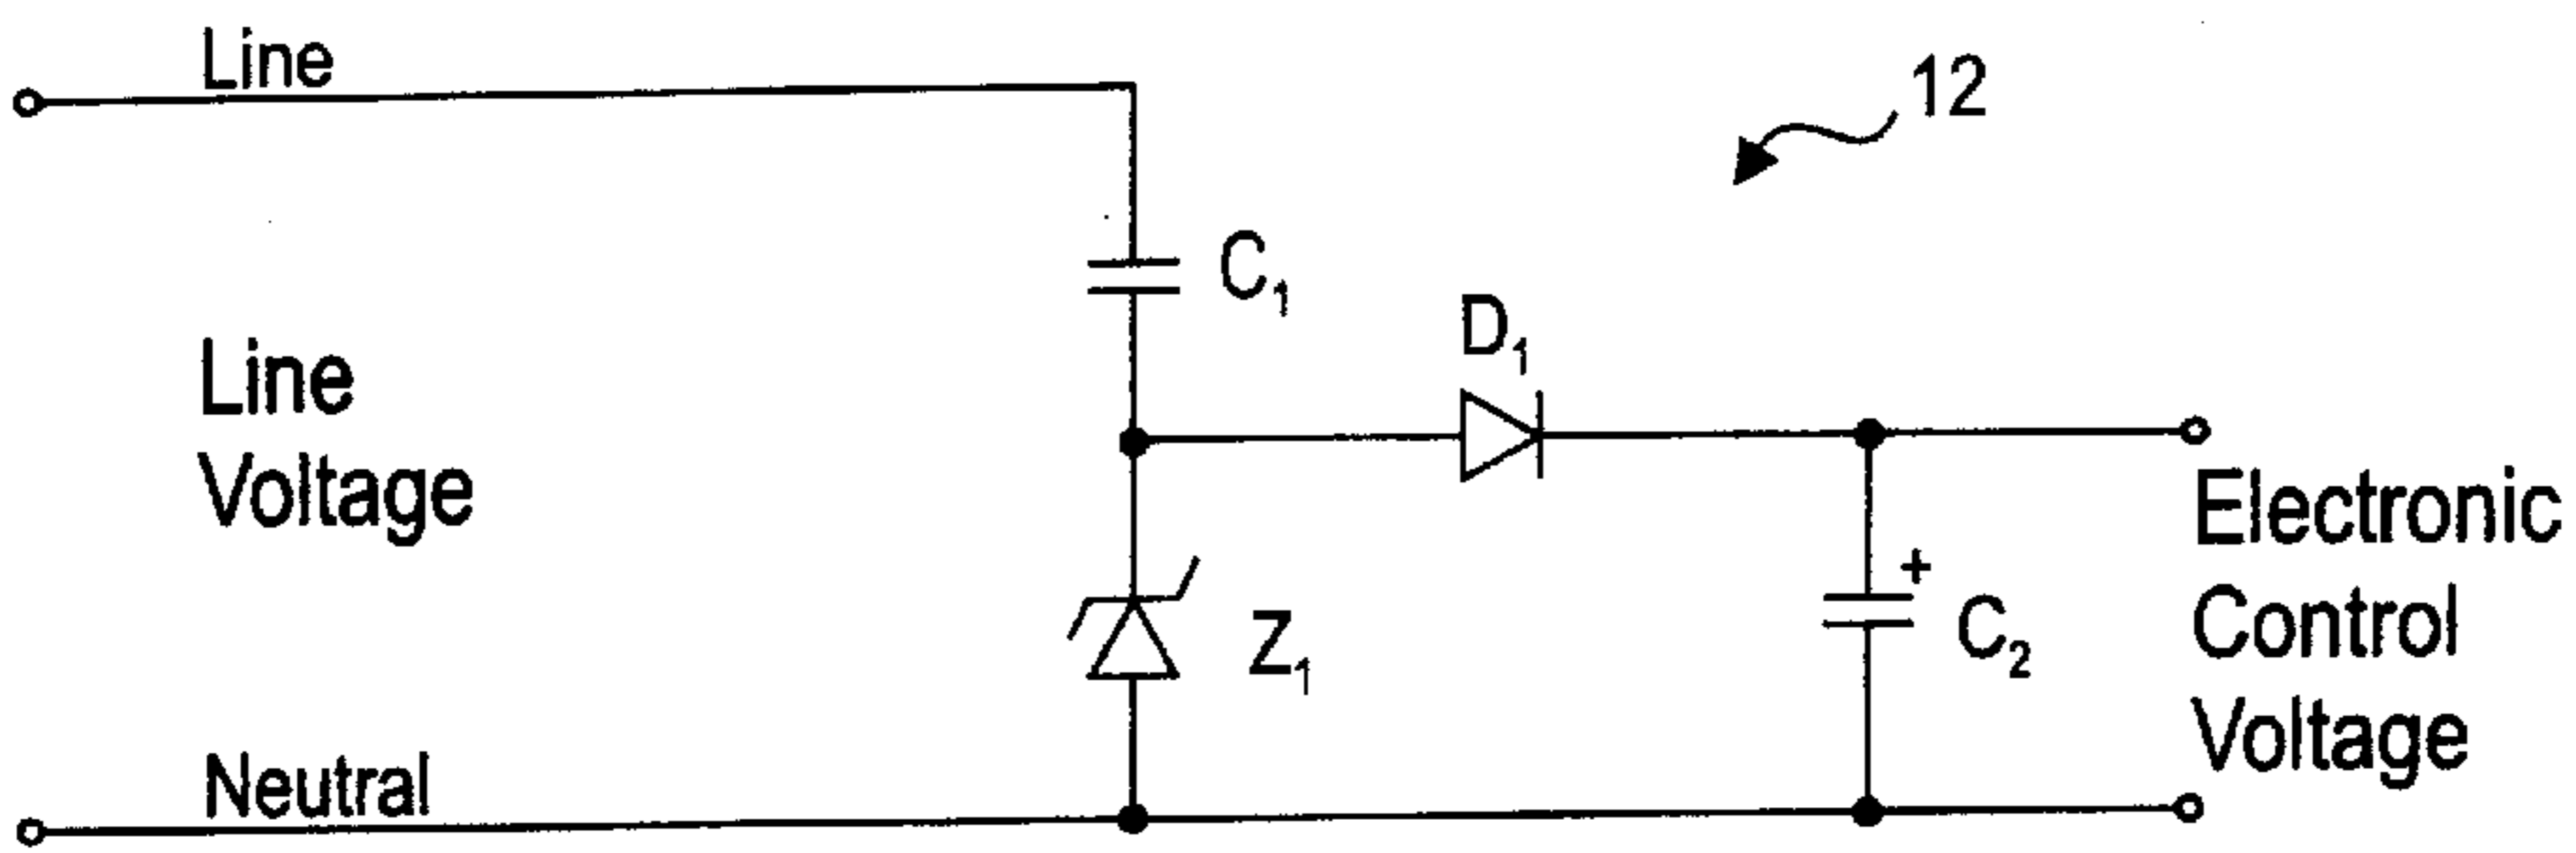 Line
12
C₁
D₁
Line
Voltage
+
Z₁
C₂
Electronic
Control
Voltage
Neutral